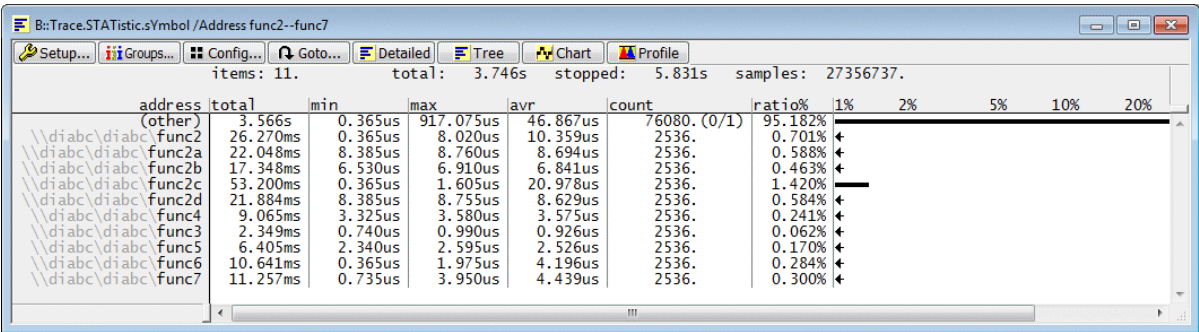 B::Trace.STATistic.sYmbol /Address func2--func7
Setup... Groups... Config... Goto... Detailed Tree Chart Profile
items: 11. total: 3.746s stopped: 5.831s samples: 27356737.
address total min max avr count ratio% 1% 2% 5% 10% 20%
(other) 3.566s 0.365us 917.075us 46.867us 76080.(0/1) 95.182%
\\diabc\diabc\func2 26.270ms 0.365us 8.020us 10.359us 2536. 0.701%
\\diabc\diabc\func2a 22.048ms 8.385us 8.760us 8.694us 2536. 0.588%
\\diabc\diabc\func2b 17.348ms 6.530us 6.910us 6.841us 2536. 0.463%
\\diabc\diabc\func2c 53.200ms 0.365us 1.605us 20.978us 2536. 1.420%
\\diabc\diabc\func2d 21.884ms 8.385us 8.755us 8.629us 2536. 0.584%
\\diabc\diabc\func4 9.065ms 3.325us 3.580us 3.575us 2536. 0.241%
\\diabc\diabc\func3 2.349ms 0.740us 0.990us 0.926us 2536. 0.062%
\\diabc\diabc\func5 6.405ms 2.340us 2.595us 2.526us 2536. 0.170%
\\diabc\diabc\func6 10.641ms 0.365us 1.975us 4.196us 2536. 0.284%
\\diabc\diabc\func7 11.257ms 0.735us 3.950us 4.439us 2536. 0.300%